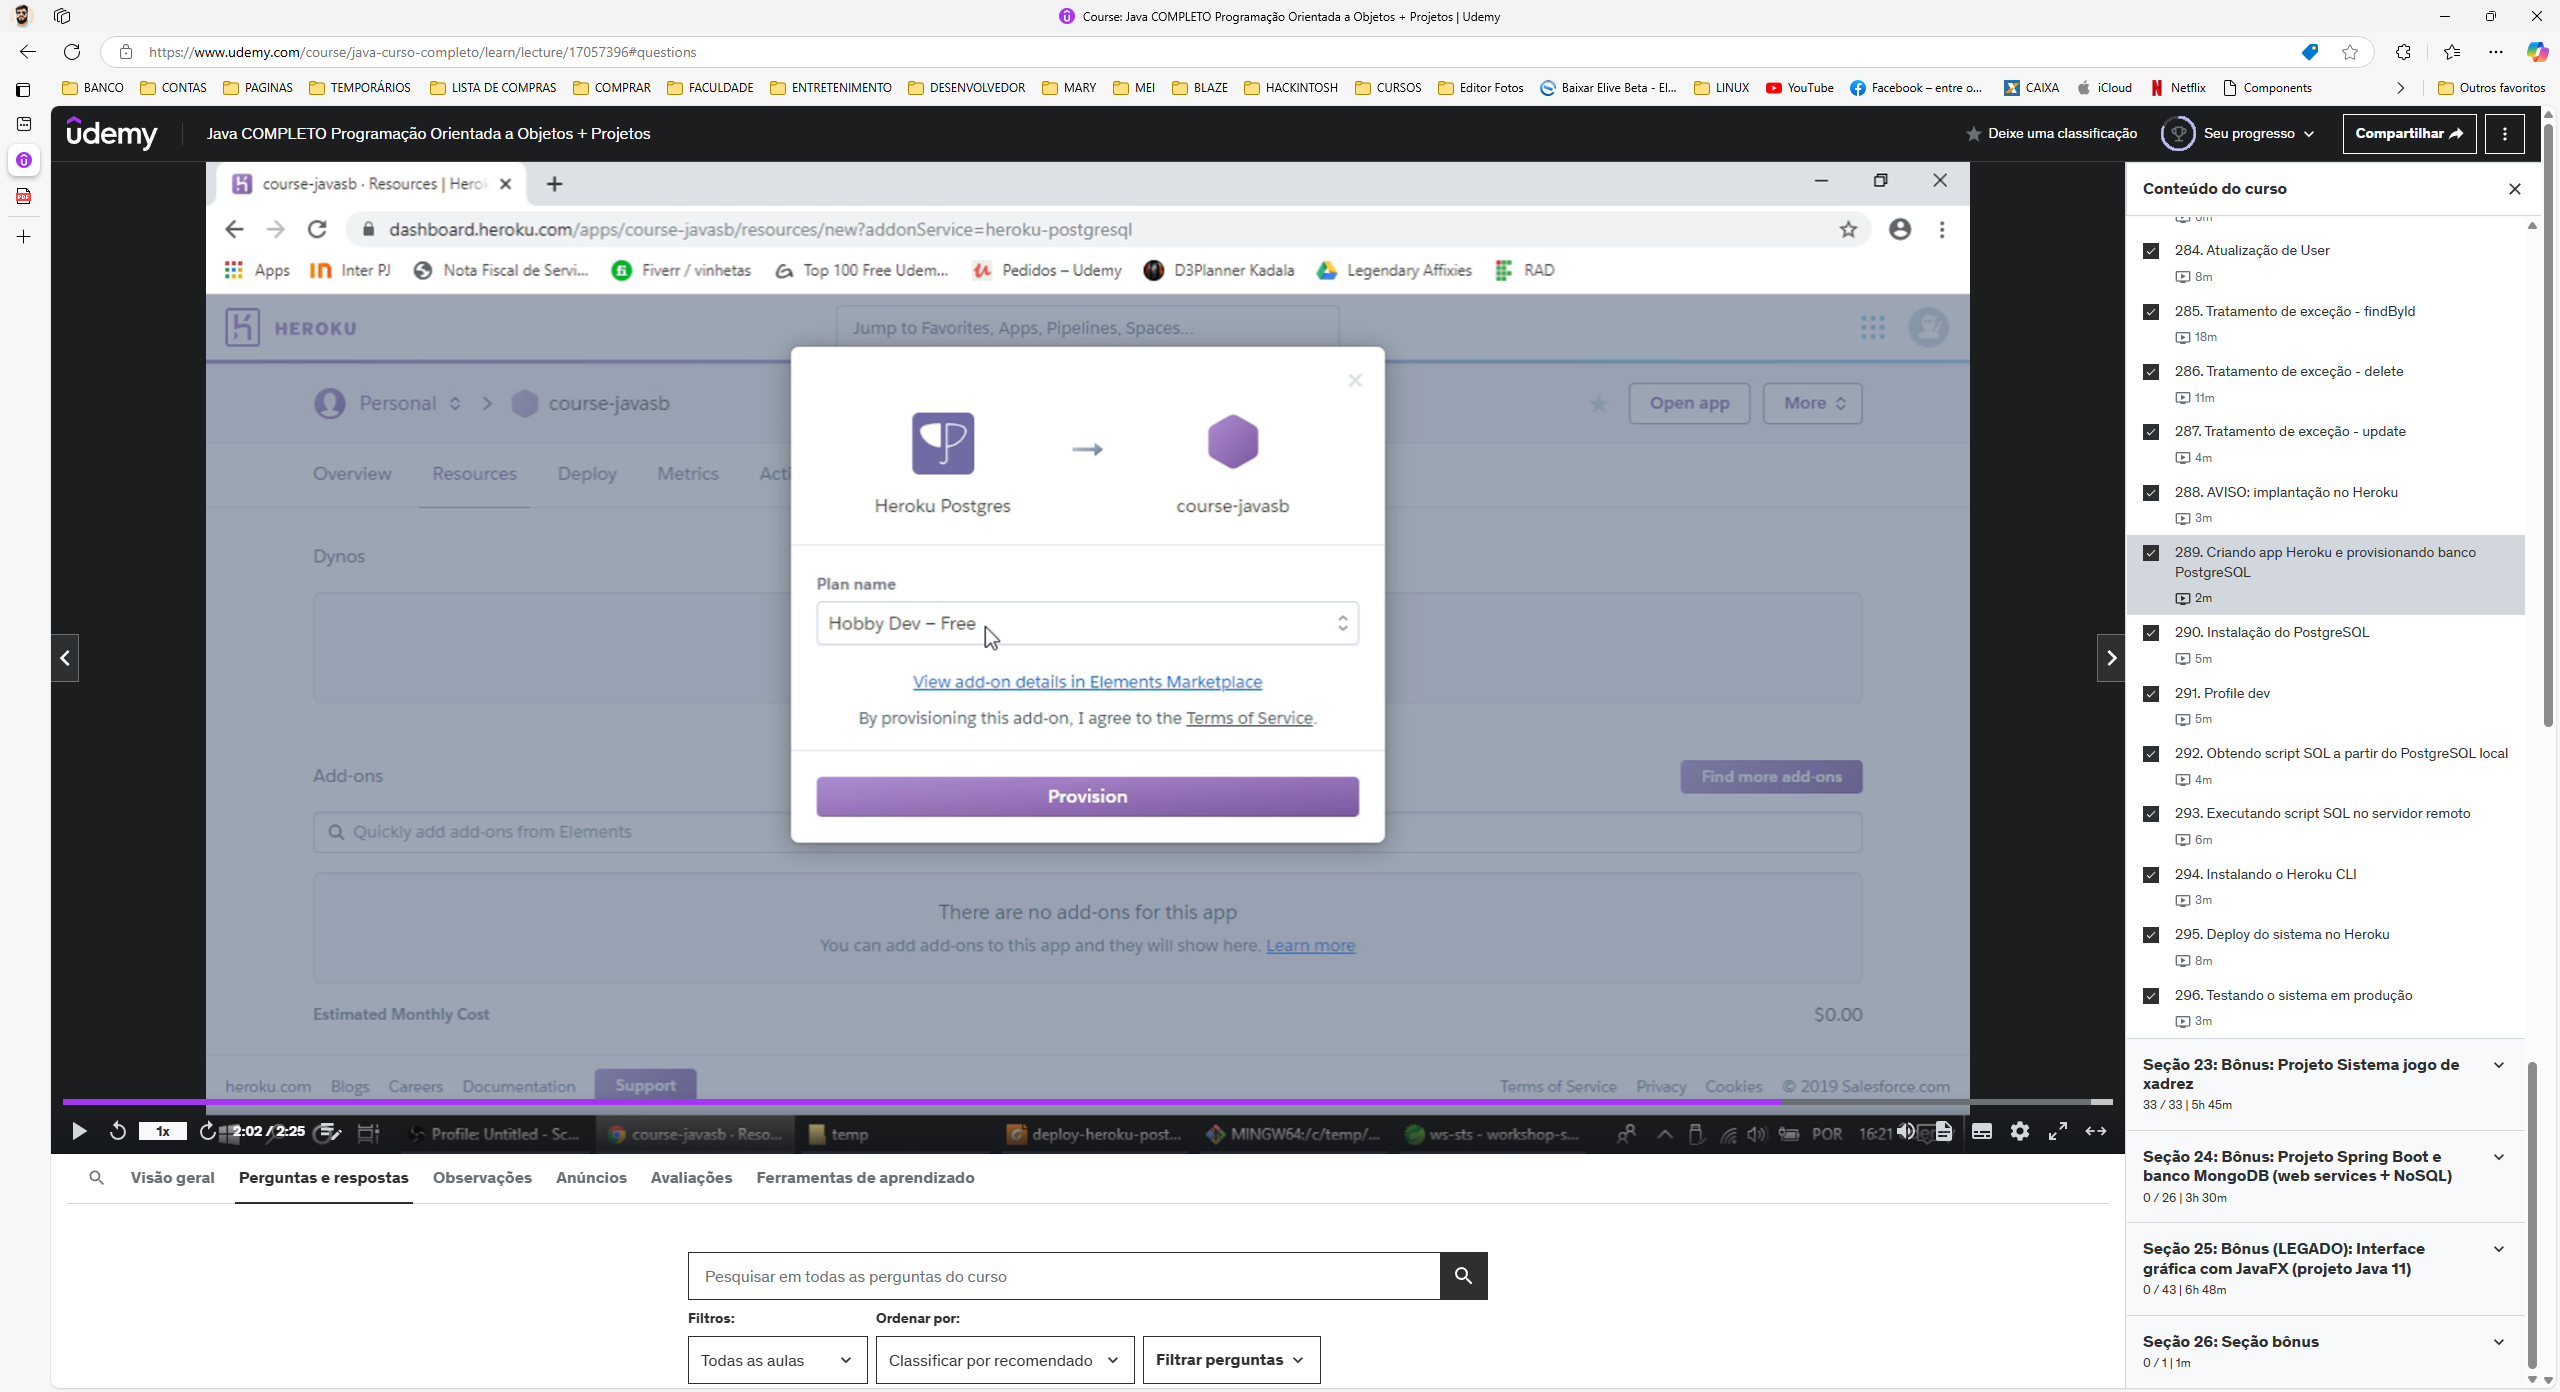 Course: Java COMPLETO Programação Orientada a Objetos + Projetos | Udemy
https://www.udemy.com/course/java-curso-completo/learn/lecture/17057396#questions
BANCO CONTAS PAGINAS TEMPORÁRIOS LISTA DE COMPRAS COMPRAR FACULDADE ENTRETENIMENTO DESENVOLVEDOR MARY MEI BLAZE HACKINTOSH CURSOS Editor Fotos Baixar Elive Beta - El... LINUX YouTube Facebook – entre o... CAIXA iCloud Netflix Components Outros favoritos
udemy Java COMPLETO Programação Orientada a Objetos + Projetos Deixe uma classificação Seu progresso Compartilhar
course-javasb · Resources | Herok
dashboard.heroku.com/apps/course-javasb/resources/new?addonService=heroku-postgresql
Apps Inter PJ Nota Fiscal de Servi... Fiverr / vinhetas Top 100 Free Udem... Pedidos – Udemy D3Planner Kadala Legendary Affixies RAD
HEROKU Jump to Favorites, Apps, Pipelines, Spaces...
Personal > course-javasb Open app More
Overview Resources Deploy Metrics Acti
Heroku Postgres course-javasb
Dynos
Plan name
Hobby Dev – Free
View add-on details in Elements Marketplace
By provisioning this add-on, I agree to the Terms of Service.
Add-ons Find more add-ons
Provision
Quickly add add-ons from Elements
There are no add-ons for this app
You can add add-ons to this app and they will show here. Learn more
Estimated Monthly Cost $0.00
heroku.com Blogs Careers Documentation Support Terms of Service Privacy Cookies © 2019 Salesforce.com
1x 2:02 / 2:25 Profile: Untitled - Sc... course-javasb · Reso... temp deploy-heroku-post... MINGW64:/c/temp/... ws-sts - workshop-s... POR 16:21
Visão geral Perguntas e respostas Observações Anúncios Avaliações Ferramentas de aprendizado
Pesquisar em todas as perguntas do curso
Filtros: Ordenar por:
Todas as aulas Classificar por recomendado Filtrar perguntas
Conteúdo do curso
284. Atualização de User
8m
285. Tratamento de exceção - findById
18m
286. Tratamento de exceção - delete
11m
287. Tratamento de exceção - update
4m
288. AVISO: implantação no Heroku
3m
289. Criando app Heroku e provisionando banco
PostgreSQL
2m
290. Instalação do PostgreSQL
5m
291. Profile dev
5m
292. Obtendo script SQL a partir do PostgreSQL local
4m
293. Executando script SQL no servidor remoto
6m
294. Instalando o Heroku CLI
3m
295. Deploy do sistema no Heroku
8m
296. Testando o sistema em produção
3m
Seção 23: Bônus: Projeto Sistema jogo de
xadrez
33 / 33 | 5h 45m
Seção 24: Bônus: Projeto Spring Boot e
banco MongoDB (web services + NoSQL)
0 / 26 | 3h 30m
Seção 25: Bônus (LEGADO): Interface
gráfica com JavaFX (projeto Java 11)
0 / 43 | 6h 48m
Seção 26: Seção bônus
0 / 1 | 1m